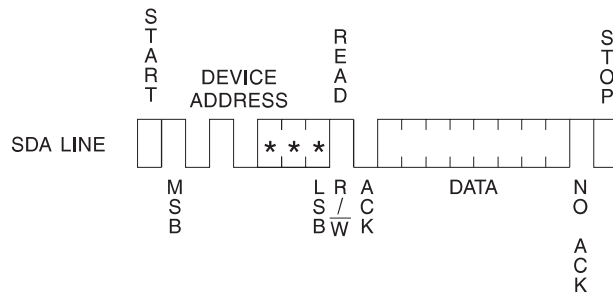 START
DEVICE
ADDRESS
READ
STOP
SDA LINE
* * *
MSB
LSB
R/W
ACK
DATA
NO ACK